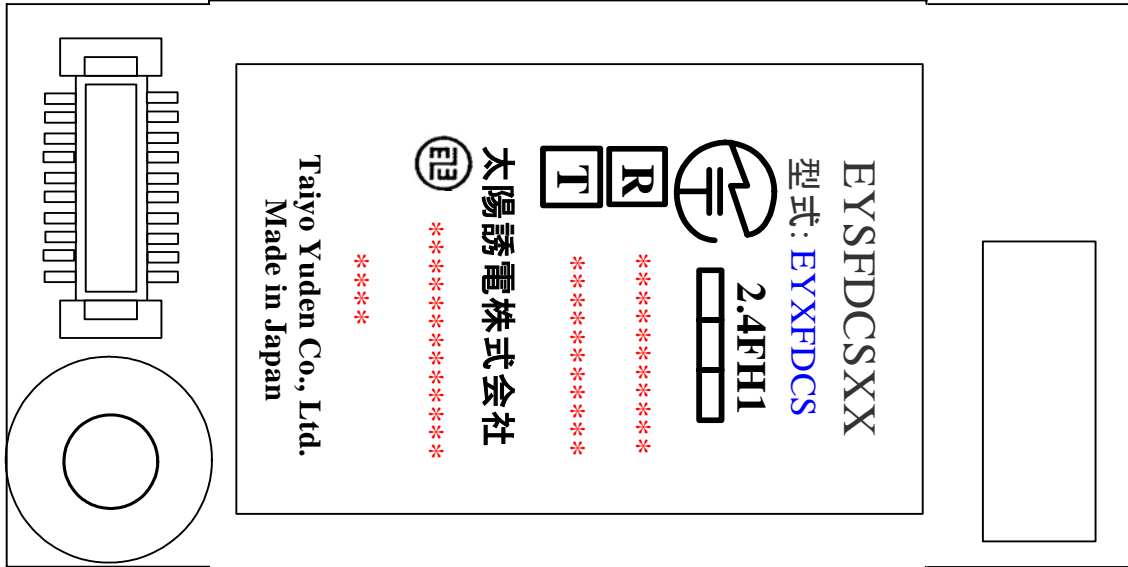 EYSFDCSXX
型式: EYXFDCS
2.4FH1
R ***********
T ***********
太陽誘電株式会社
*************
****
Taiyo Yuden Co., Ltd.
Made in Japan